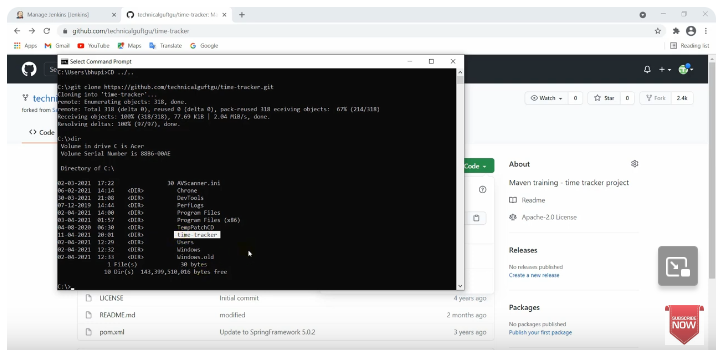 Manage Jenkins [Jenkins]
technicalguftgu/time-tracker: M
github.com/technicalguftgu/time-tracker
Apps
Gmail
YouTube
Maps
Translate
Google
Reading list
Select Command Prompt
C:\Users\bhupi>CD ../..
C:\>git clone https://github.com/technicalguftgu/time-tracker.git
Cloning into 'time-tracker'...
remote: Enumerating objects: 318, done.
remote: Total 318 (delta 0), reused 0 (delta 0), pack-reused 318 eceiving objects:  67% (214/318)
Receiving objects: 100% (318/318), 77.69 KiB | 2.04 MiB/s, done.
Resolving deltas: 100% (97/97), done.
C:\>dir
Volume in drive C is Acer
Volume Serial Number is 8886-00AE
Directory of C:\
02-03-2021 17:22 30 AVScanner.ini
06-02-2021 14:14 <DIR> Chrome
30-03-2021 21:08 <DIR> DevTools
07-12-2019 14:44 <DIR> PerfLogs
02-04-2021 14:00 <DIR> Program Files
03-01-2021 01:57 <DIR> Program Files (x86)
04-08-2020 06:30 <DIR> TempPatchCD
11-04-2021 20:01 <DIR> time-tracker
02-04-2021 12:29 <DIR> Users
02-04-2021 12:32 <DIR> Windows
02-04-2021 12:33 <DIR> Windows.old
1 File(s) 30 bytes
10 Dir(s) 143,399,510,016 bytes free
C:\>
Se
techni
forked from S
Watch
0
Star
0
Fork
2.4k
Code
Code
About
Maven training - time tracker project
Readme
Apache-2.0 License
Releases
No releases published
Create a new release
Packages
No packages published
Publish your first package
LICENSE Initial commit 4 years ago
README.md modified 2 months ago
pom.xml Update to SpringFramework 5.0.2 3 years ago
SUBSCRIBE
NOW